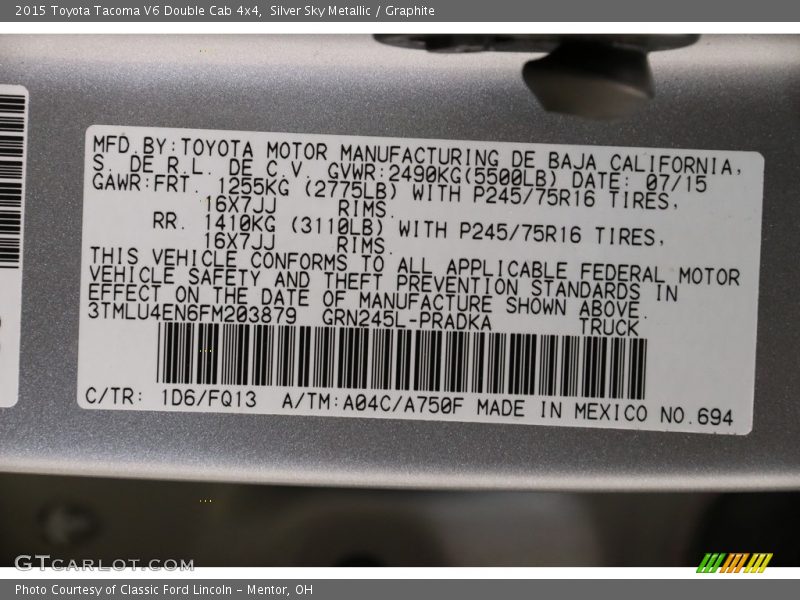 2015 Toyota Tacoma V6 Double Cab 4x4, Silver Sky Metallic / Graphite
MFD.BY:TOYOTA MOTOR MANUFACTURING DE BAJA CALIFORNIA,
S. DE R.L. DE C.V. GVWR:2490KG(5500LB) DATE: 07/15
GAWR:FRT. 1255KG (2775LB) WITH P245/75R16 TIRES,
16X7JJ RIMS.
RR. 1410KG (3110LB) WITH P245/75R16 TIRES,
16X7JJ RIMS.
THIS VEHICLE CONFORMS TO ALL APPLICABLE FEDERAL MOTOR
VEHICLE SAFETY AND THEFT PREVENTION STANDARDS IN
EFFECT ON THE DATE OF MANUFACTURE SHOWN ABOVE.
3TMLU4EN6FM203879 GRN245L-PRADKA TRUCK
C/TR: 1D6/FQ13 A/TM:A04C/A750F MADE IN MEXICO NO.694
GTCARLOT.COM
Photo Courtesy of Classic Ford Lincoln - Mentor, OH